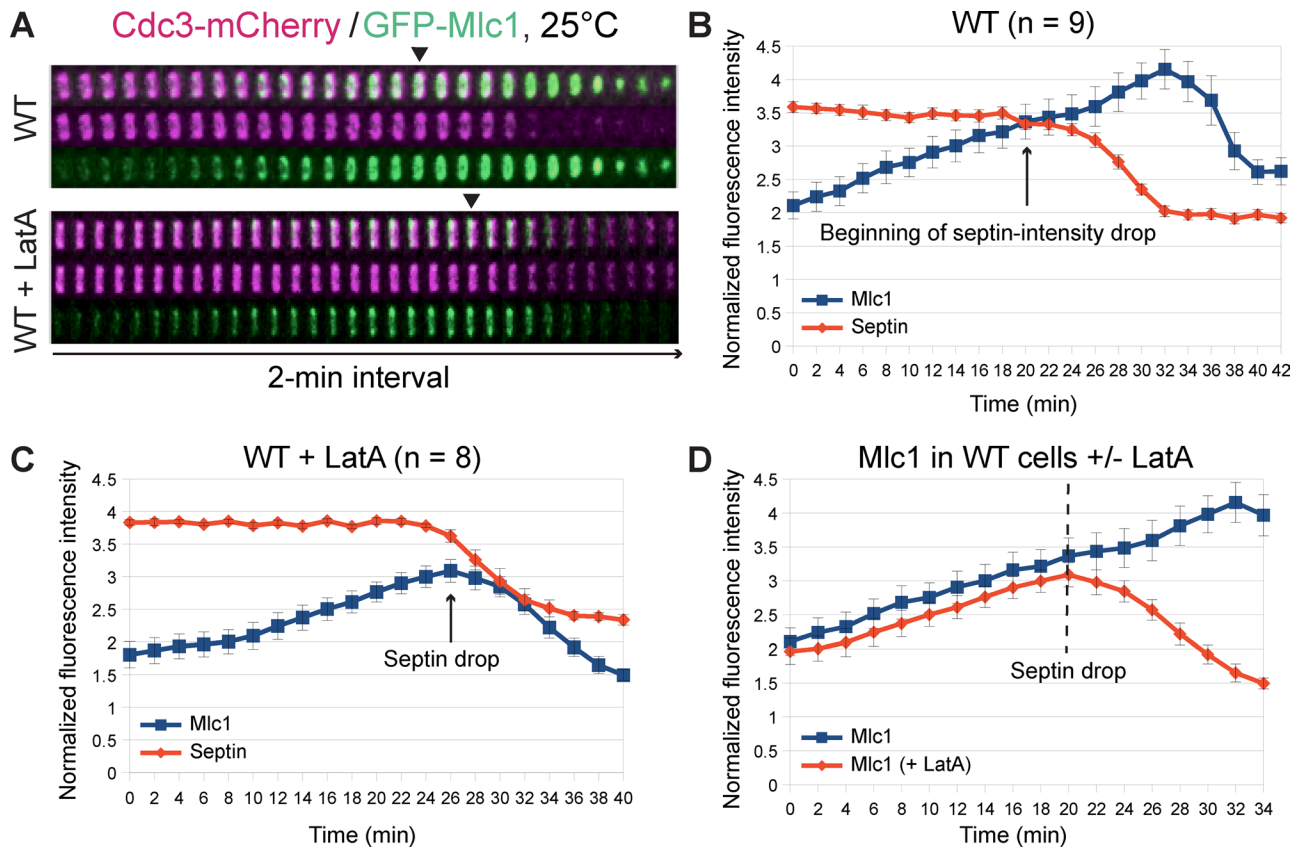 A
Cdc3-mCherry / GFP-Mlc1, 25°C
WT
WT + LatA
2-min interval
B
WT (n = 9)
Normalized fluorescence intensity
4.5
4
3.5
3
2.5
2
1.5
1
0.5
0
Beginning of septin-intensity drop
Mlc1
Septin
0 2 4 6 8 10 12 14 16 18 20 22 24 26 28 30 32 34 36 38 40 42
Time (min)
C
WT + LatA (n = 8)
Normalized fluorescence intensity
4.5
4
3.5
3
2.5
2
1.5
1
0.5
0
Septin drop
Mlc1
Septin
0 2 4 6 8 10 12 14 16 18 20 22 24 26 28 30 32 34 36 38 40
Time (min)
D
Mlc1 in WT cells +/- LatA
Normalized fluorescence intensity
4.5
4
3.5
3
2.5
2
1.5
1
0.5
0
Septin drop
Mlc1
Mlc1 (+ LatA)
0 2 4 6 8 10 12 14 16 18 20 22 24 26 28 30 32 34
Time (min)